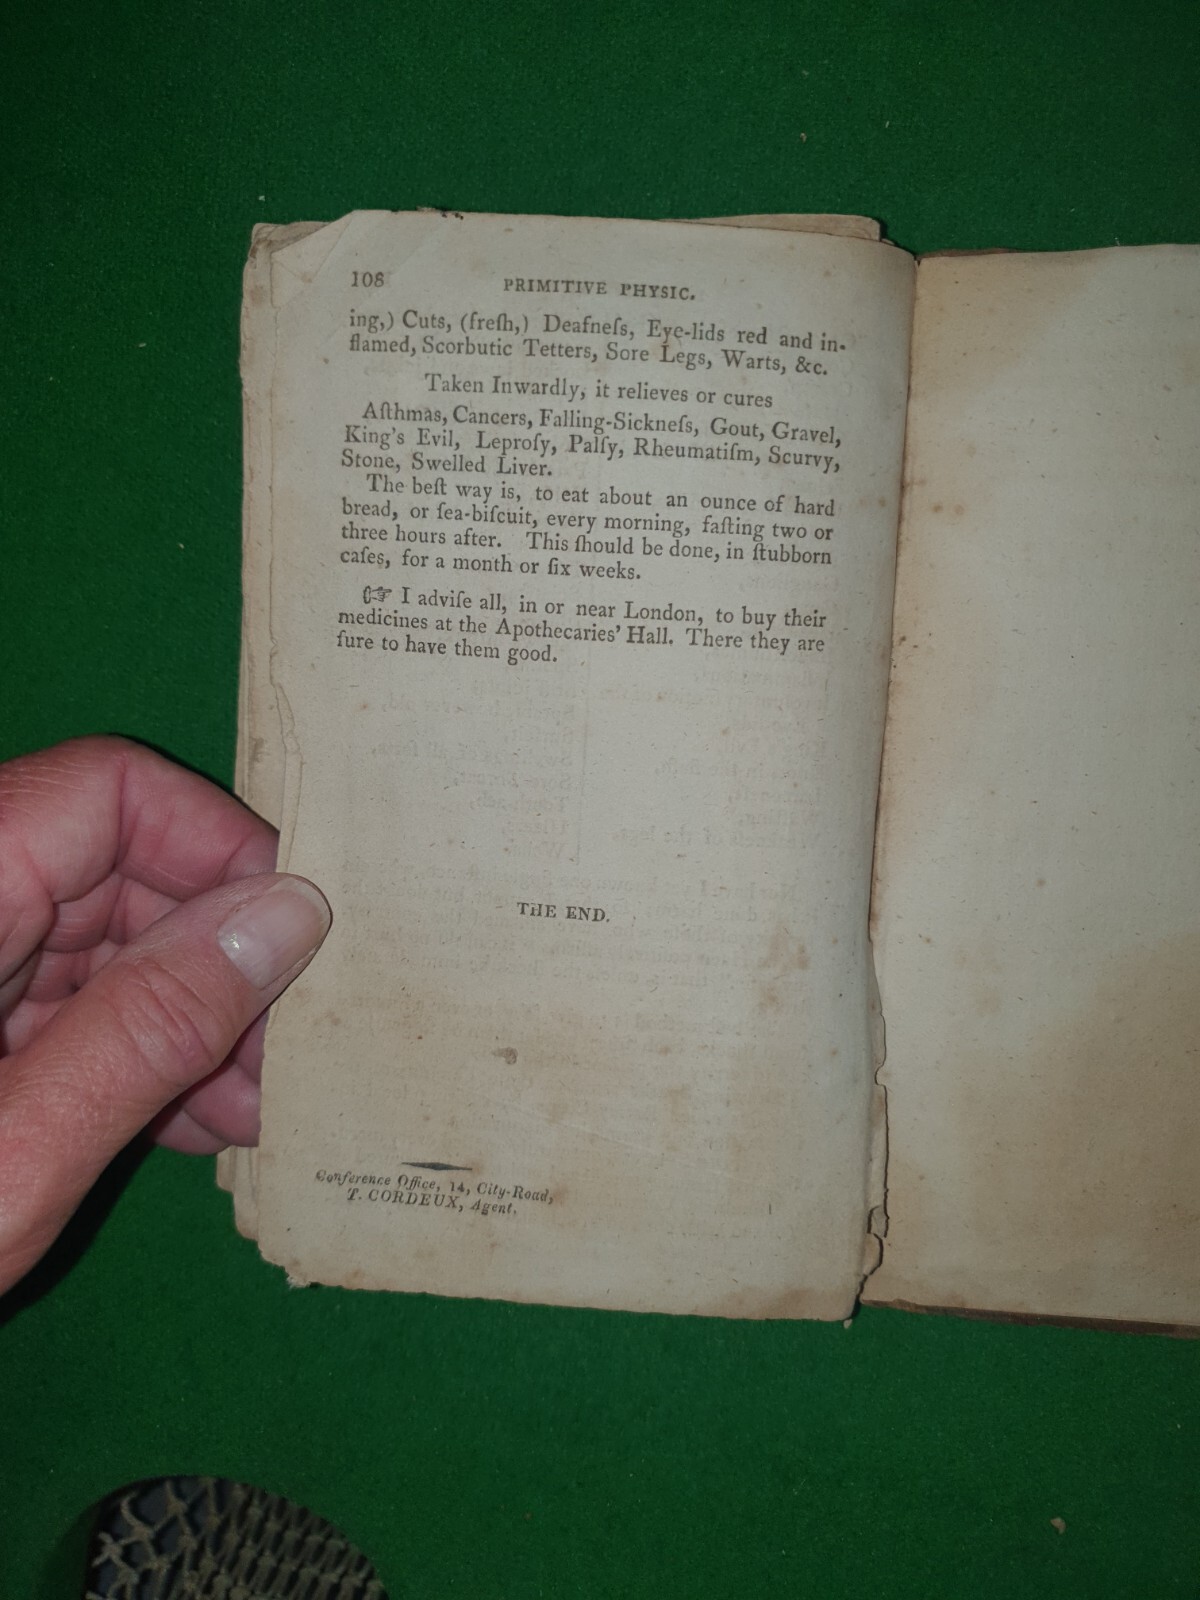 108
PRIMITIVE PHYSIC.
ing,) Cuts, (freſh,) Deafneſs, Eye-lids red and in-
flamed, Scorbutic Tetters, Sore Legs, Warts, &c.
Taken Inwardly, it relieves or cures
Aſthmas, Cancers, Falling-Sickneſs, Gout, Gravel,
King's Evil, Leproſy, Palſy, Rheumatiſm, Scurvy,
Stone, Swelled Liver.
The beſt way is, to eat about an ounce of hard
bread, or ſea-biſcuit, every morning, faſting two or
three hours after. This ſhould be done, in ſtubborn
caſes, for a month or ſix weeks.
☞ I adviſe all, in or near London, to buy their
medicines at the Apothecaries' Hall. There they are
ſure to have them good.
THE END.
Conference Office, 14, City-Road,
T. CORDEUX, Agent.